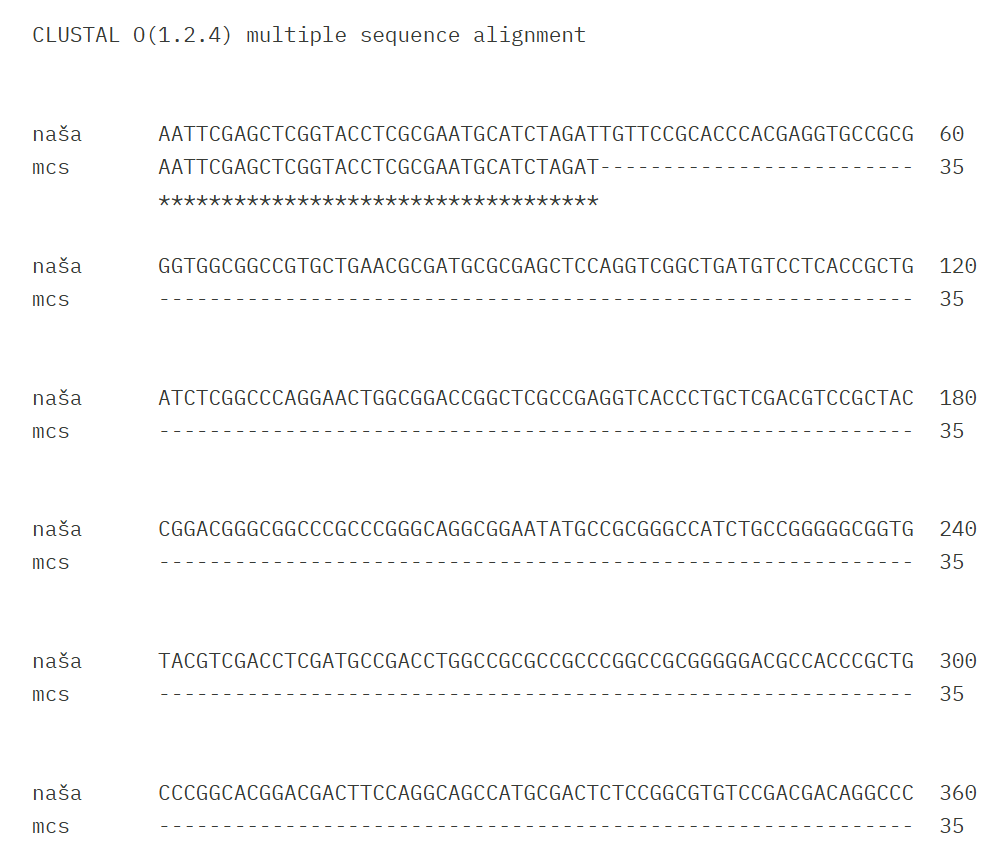 CLUSTAL O(1.2.4) multiple sequence alignment
naša      AATTCGAGCTCGGTACCTCGCGAATGCATCTAGATTGTTCCGCACCCACGAGGTGCCGCG  60
mcs       AATTCGAGCTCGGTACCTCGCGAATGCATCTAGAT-------------------------  35
          ***********************************
naša      GGTGGCGGCCGTGCTGAACGCGATGCGCGAGCTCCAGGTCGGCTGATGTCCTCACCGCTG  120
mcs       ------------------------------------------------------------  35
naša      ATCTCGGCCCAGGAACTGGCGGACCGGCTCGCCGAGGTCACCCTGCTCGACGTCCGCTAC  180
mcs       ------------------------------------------------------------  35
naša      CGGACGGGCGGCCCGCCCGGGCAGGCGGAATATGCCGCGGGCCATCTGCCGGGGGCGGTG  240
mcs       ------------------------------------------------------------  35
naša      TACGTCGACCTCGATGCCGACCTGGCCGCGCCGCCCGGCCGCGGGGGACGCCACCCGCTG  300
mcs       ------------------------------------------------------------  35
naša      CCCGGCACGGACGACTTCCAGGCAGCCATGCGACTCTCCGGCGTGTCCGACGACAGGCCC  360
mcs       ------------------------------------------------------------  35